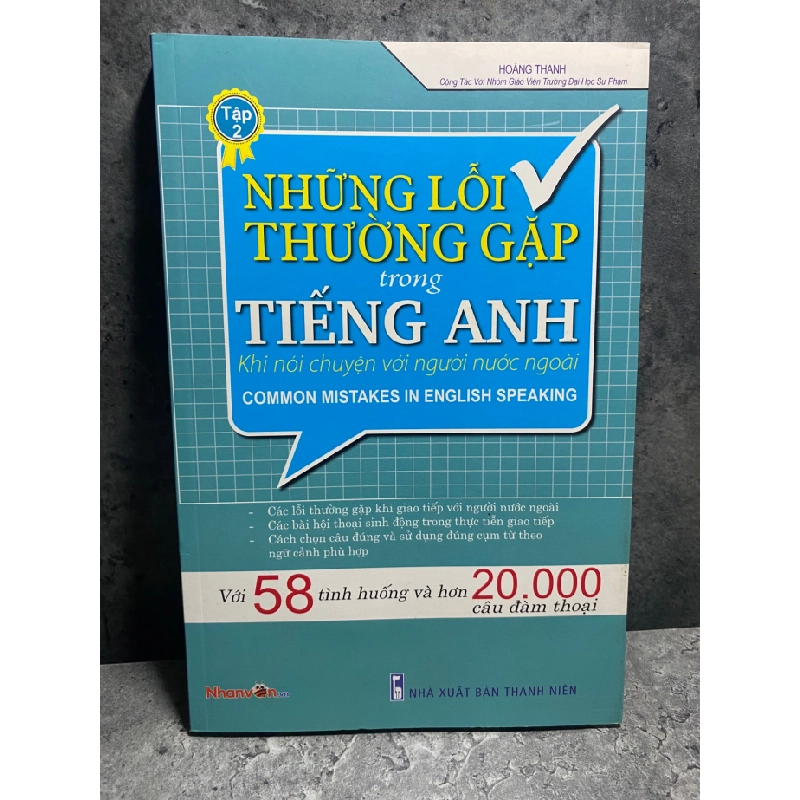 HOÀNG THANH
Cộng Tác Với Nhóm Giáo Viên Trường Đại Học Sư Phạm
Tập
2
NHỮNG LỖI
THƯỜNG GẶP
trong
TIẾNG ANH
Khi nói chuyện với người nước ngoài
COMMON MISTAKES IN ENGLISH SPEAKING
- Các lỗi thường gặp khi giao tiếp với người nước ngoài
- Các bài hội thoại sinh động trong thực tiễn giao tiếp
- Cách chọn câu đúng và sử dụng đúng cụm từ theo
ngữ cảnh phù hợp
Với 58 tình huống và hơn 20.000
câu đàm thoại
Nhanvăn
NHÀ XUẤT BẢN THANH NIÊN